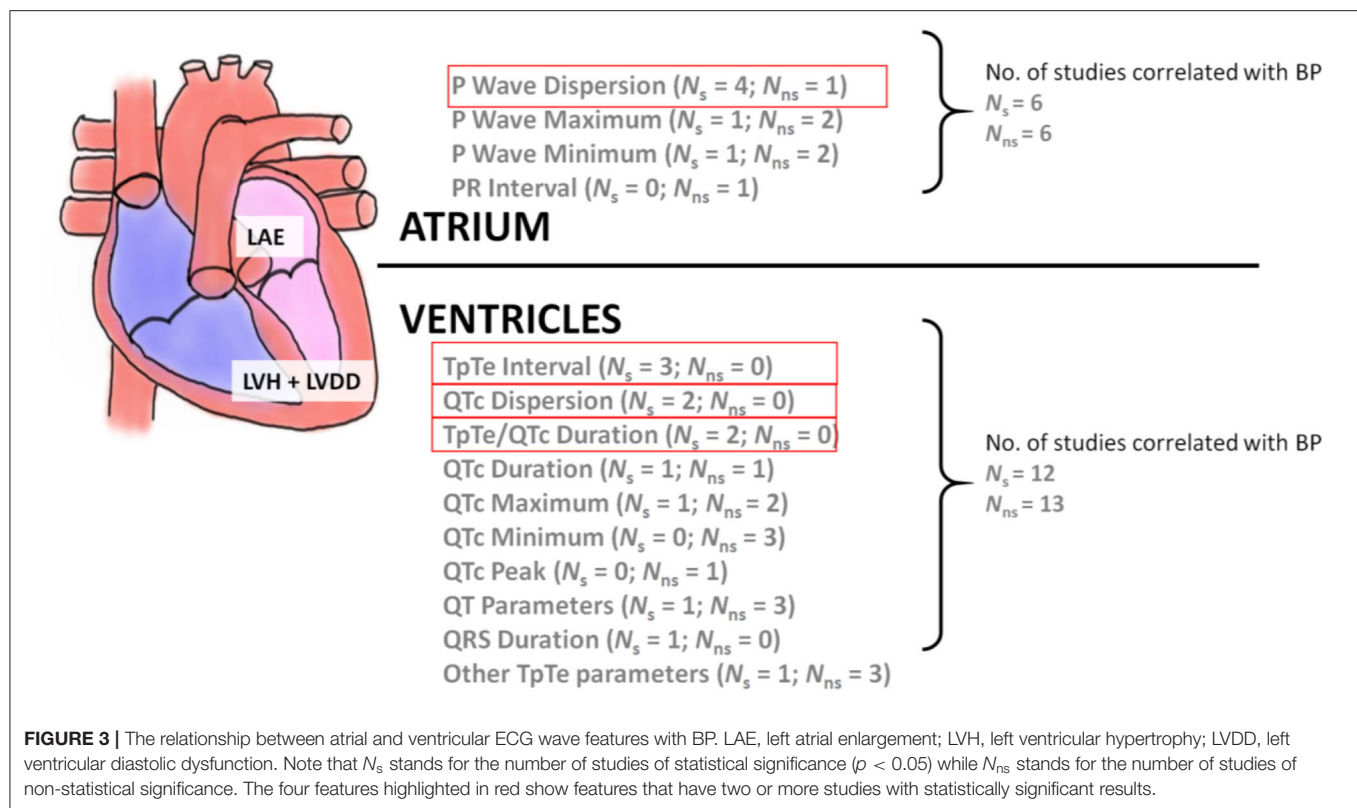 P Wave Dispersion (Ns = 4; Nns = 1)
P Wave Maximum (Ns = 1; Nns = 2)
P Wave Minimum (Ns = 1; Nns = 2)
PR Interval (Ns = 0; Nns = 1)
No. of studies correlated with BP
Ns = 6
Nns = 6
LAE
ATRIUM
VENTRICLES
LVH + LVDD
TpTe Interval (Ns = 3; Nns = 0)
QTc Dispersion (Ns = 2; Nns = 0)
TpTe/QTc Duration (Ns = 2; Nns = 0)
QTc Duration (Ns = 1; Nns = 1)
QTc Maximum (Ns = 1; Nns = 2)
QTc Minimum (Ns = 0; Nns = 3)
QTc Peak (Ns = 0; Nns = 1)
QT Parameters (Ns = 1; Nns = 3)
QRS Duration (Ns = 1; Nns = 0)
Other TpTe parameters (Ns = 1; Nns = 3)
No. of studies correlated with BP
Ns = 12
Nns = 13
FIGURE 3 | The relationship between atrial and ventricular ECG wave features with BP. LAE, left atrial enlargement; LVH, left ventricular hypertrophy; LVDD, left
ventricular diastolic dysfunction. Note that Ns stands for the number of studies of statistical significance (p < 0.05) while Nns stands for the number of studies of
non-statistical significance. The four features highlighted in red show features that have two or more studies with statistically significant results.